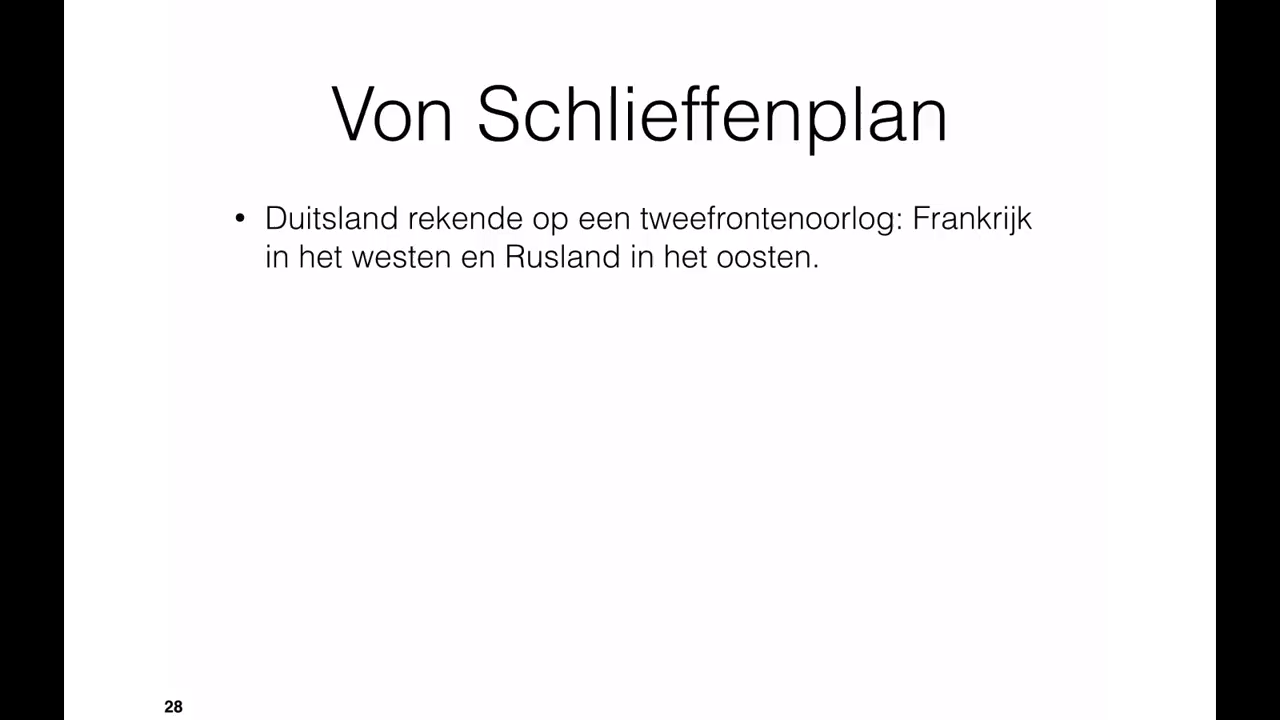 Von Schlieffenplan
• Duitsland rekende op een tweefrontenoorlog: Frankrijk
in het westen en Rusland in het oosten.
28